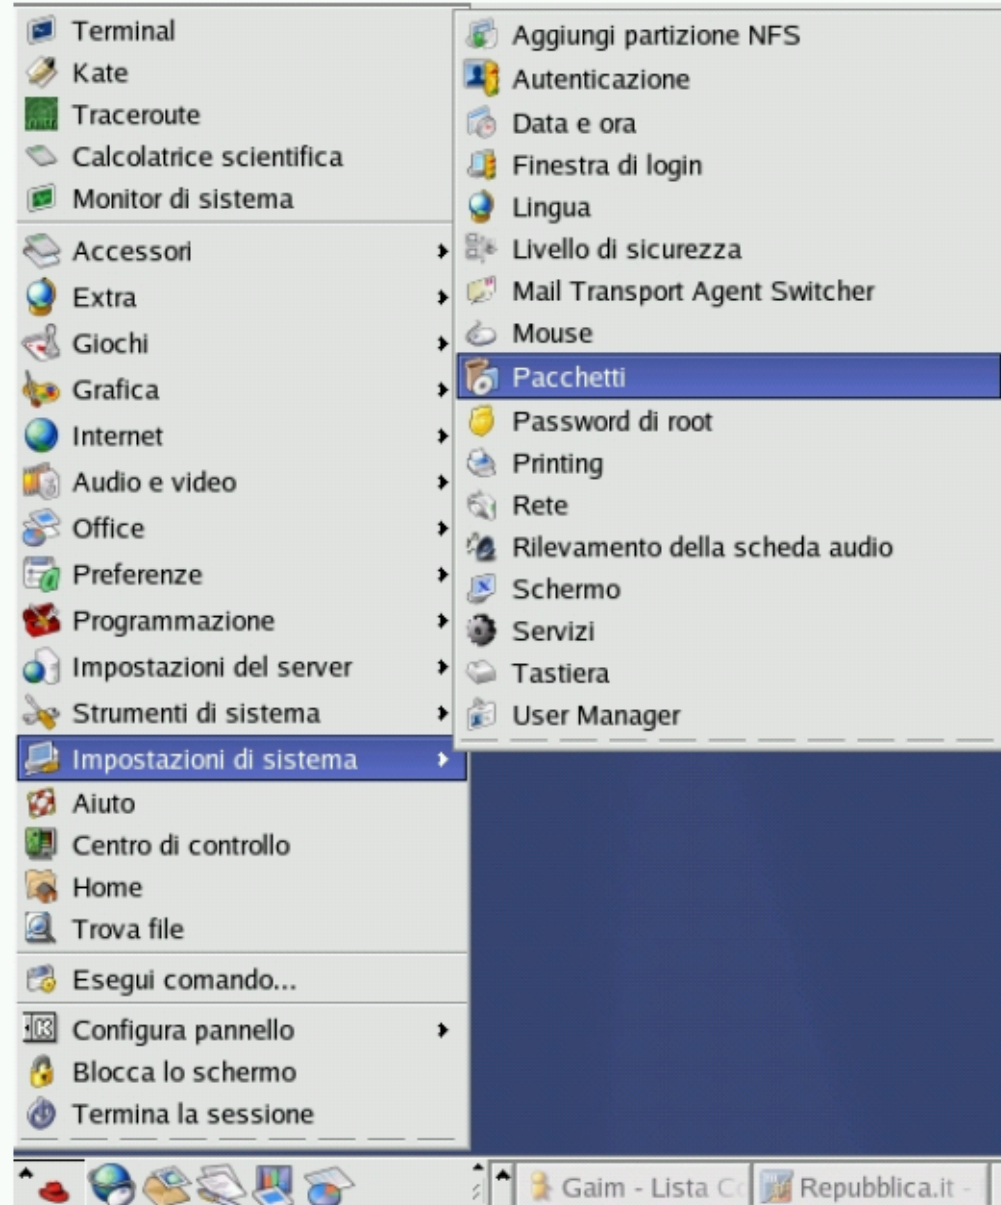 Terminal
Kate
Traceroute
Calcolatrice scientifica
Monitor di sistema
Accessori
Extra
Giochi
Grafica
Internet
Audio e video
Office
Preferenze
Programmazione
Impostazioni del server
Strumenti di sistema
Impostazioni di sistema
Aiuto
Centro di controllo
Home
Trova file
Esegui comando...
Configura pannello
Blocca lo schermo
Termina la sessione
Aggiungi partizione NFS
Autenticazione
Data e ora
Finestra di login
Lingua
Livello di sicurezza
Mail Transport Agent Switcher
Mouse
Pacchetti
Password di root
Printing
Rete
Rilevamento della scheda audio
Schermo
Servizi
Tastiera
User Manager
Gaim - Lista Co
Repubblica.it -